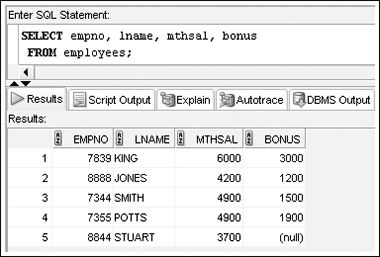 Enter SQL Statement:
SELECT empno, lname, mthsal, bonus
FROM employees;
Results Script Output Explain Autotrace DBMS Output
Results:
EMPNO LNAME MTHSAL BONUS
1 7839 KING 6000 3000
2 8888 JONES 4200 1200
3 7344 SMITH 4900 1500
4 7355 POTTS 4900 1900
5 8844 STUART 3700 (null)